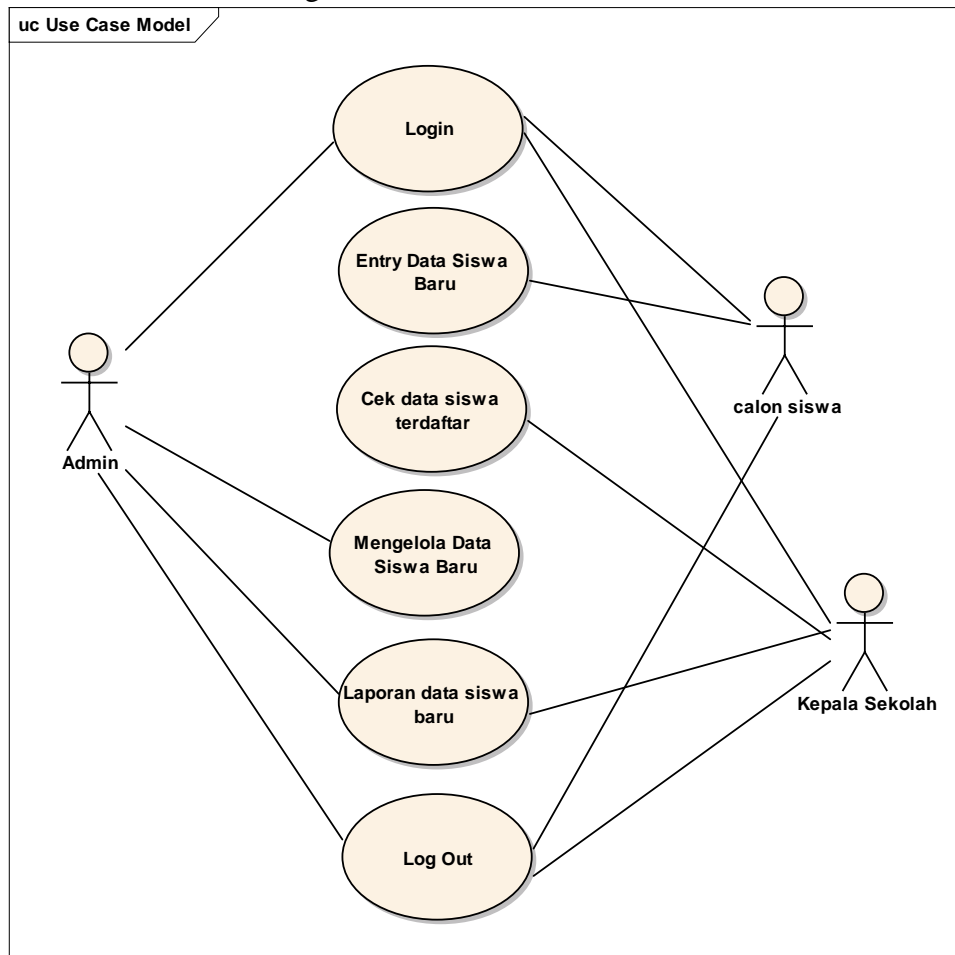 uc Use Case Model
Login
Entry Data Siswa
Baru
Cek data siswa
terdaftar
calon siswa
Admin
Mengelola Data
Siswa Baru
Laporan data siswa
baru
Kepala Sekolah
Log Out